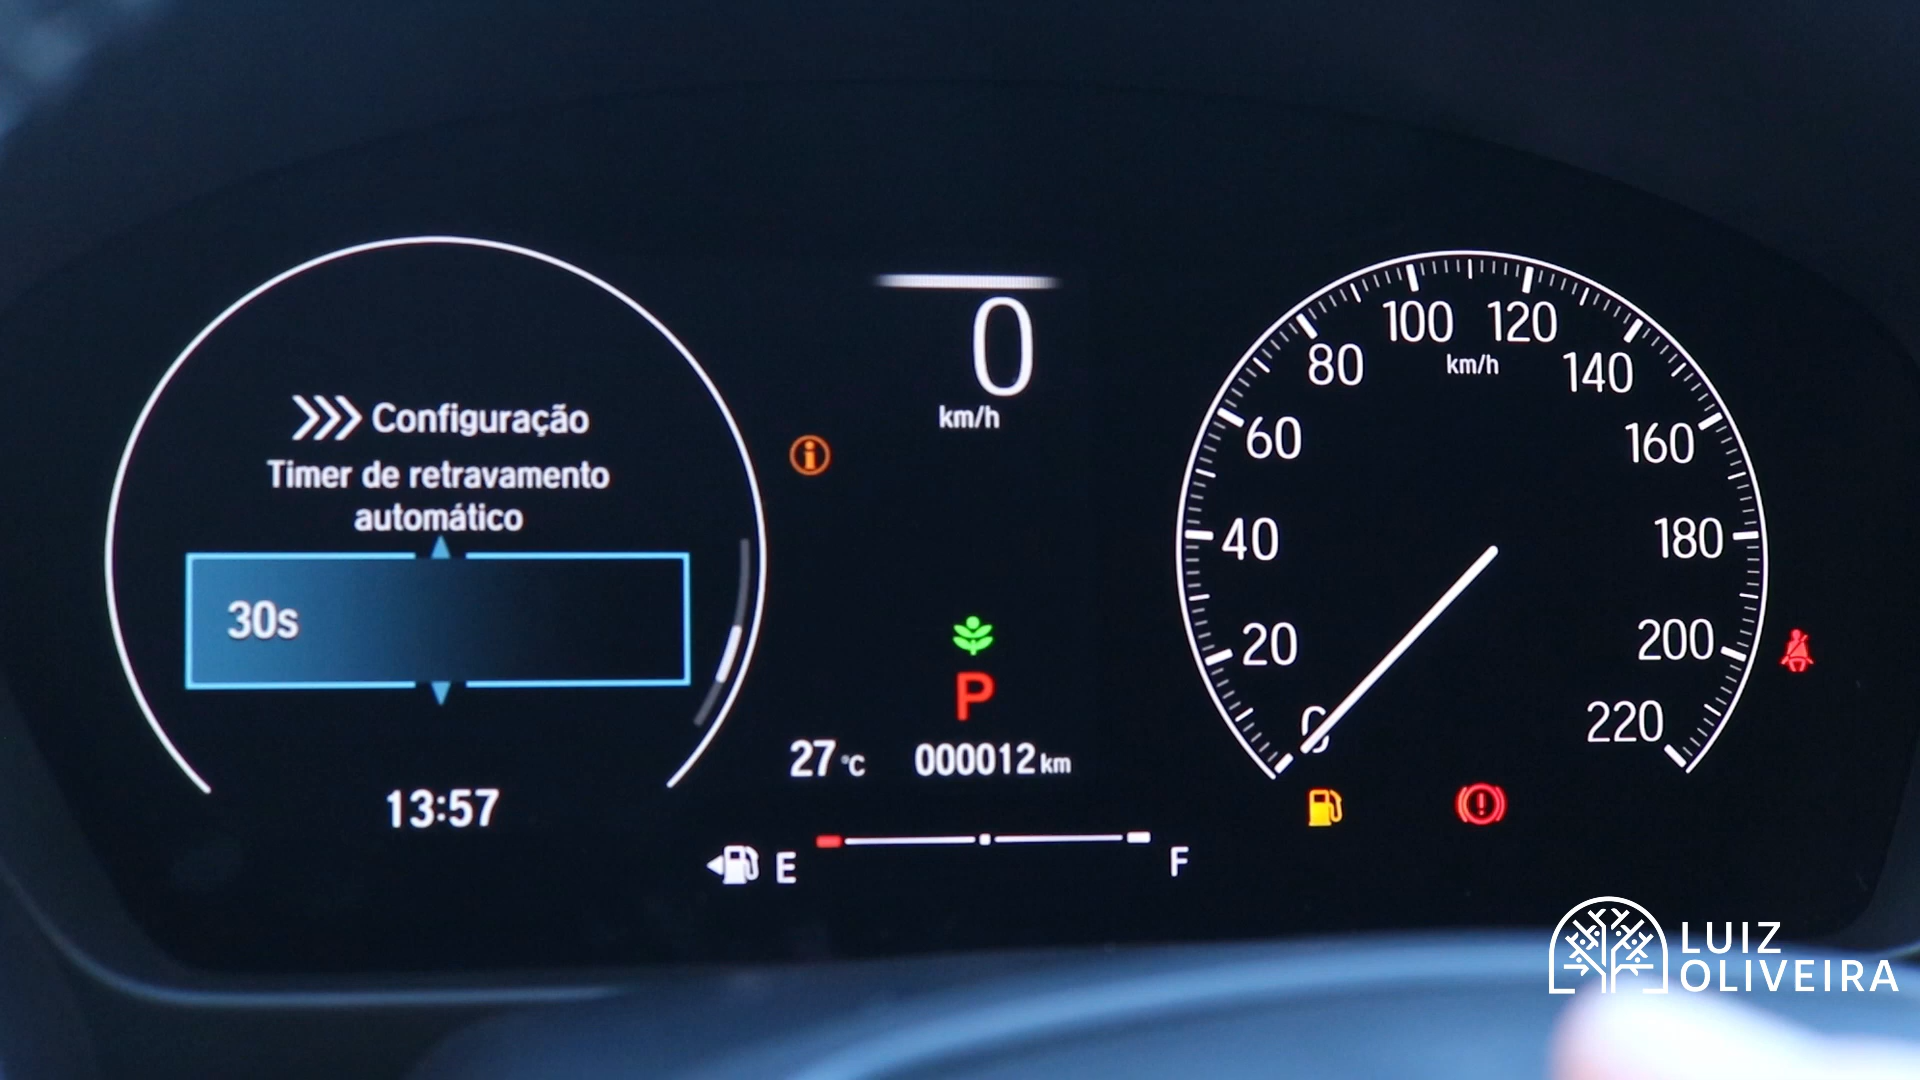 Configuração
Timer de retravamento
automático
30s
13:57
0
km/h
P
27 °C
000012 km
E
F
0
20
40
60
80
100
120
140
160
180
200
220
km/h
LUIZ
OLIVEIRA